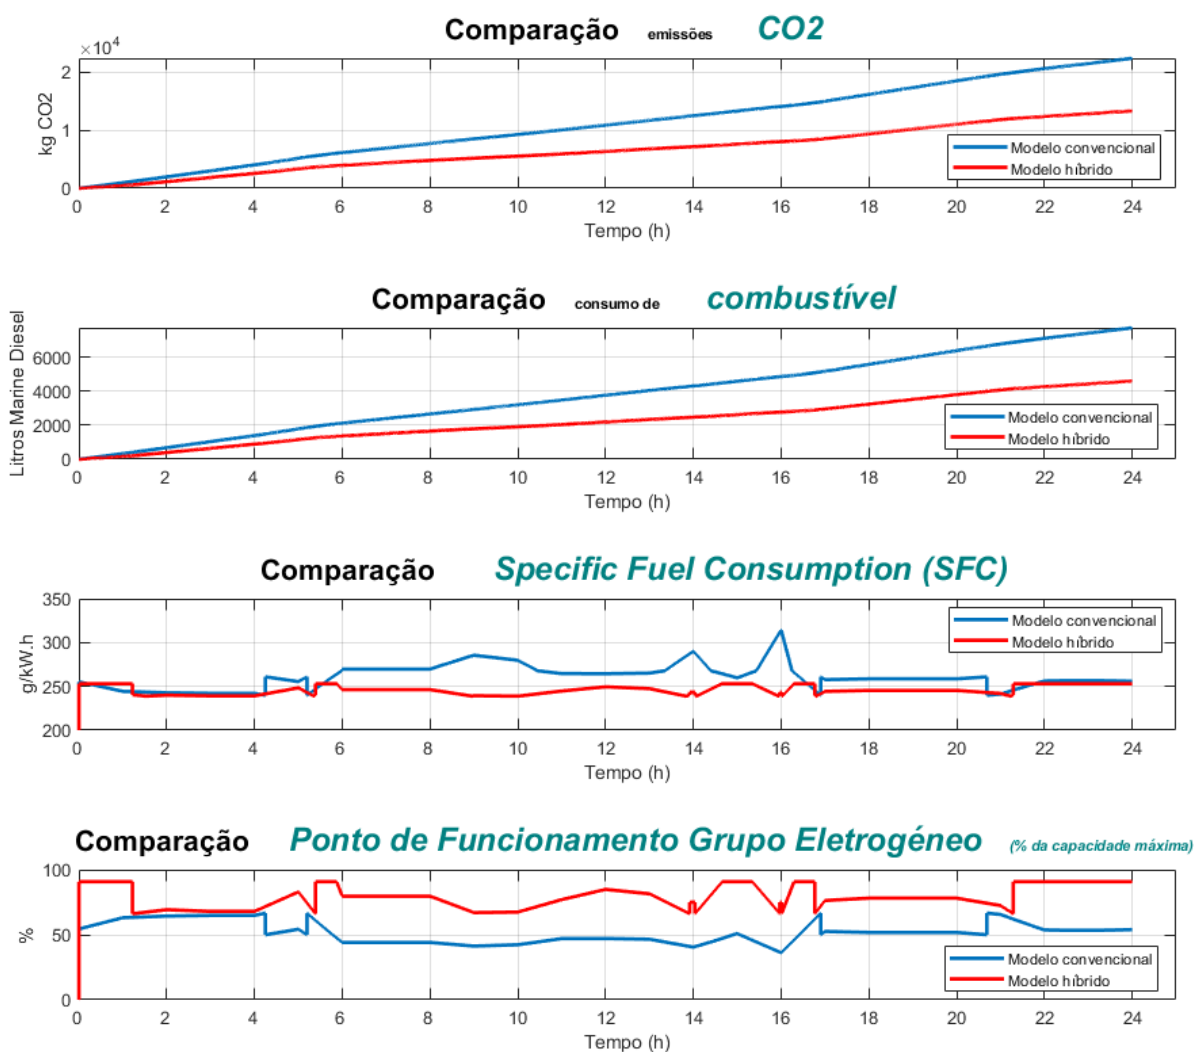 Comparação emissões CO2
×10^4
kg CO2
2
1
0
Modelo convencional
Modelo híbrido
0 2 4 6 8 10 12 14 16 18 20 22 24
Tempo (h)
Comparação consumo de combustível
Litros Marine Diesel
6000
4000
2000
0
Modelo convencional
Modelo híbrido
0 2 4 6 8 10 12 14 16 18 20 22 24
Tempo (h)
Comparação Specific Fuel Consumption (SFC)
g/kW.h
350
300
250
200
Modelo convencional
Modelo híbrido
0 2 4 6 8 10 12 14 16 18 20 22 24
Tempo (h)
Comparação Ponto de Funcionamento Grupo Eletrogéneo (% da capacidade máxima)
%
100
50
0
Modelo convencional
Modelo híbrido
0 2 4 6 8 10 12 14 16 18 20 22 24
Tempo (h)